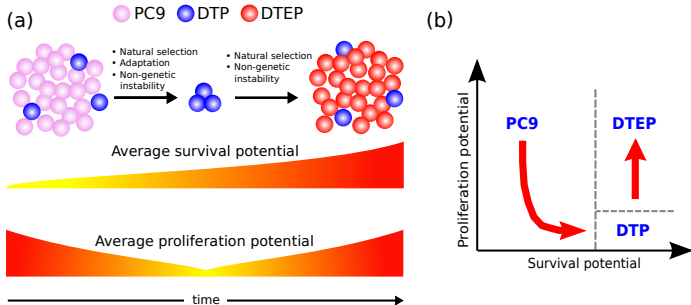 (a)
PC9 DTP DTEP
• Natural selection
• Adaptation
• Non-genetic
instability
• Natural selection
• Non-genetic
instability
Average survival potential
Average proliferation potential
time
(b)
Proliferation potential
PC9
DTEP
DTP
Survival potential